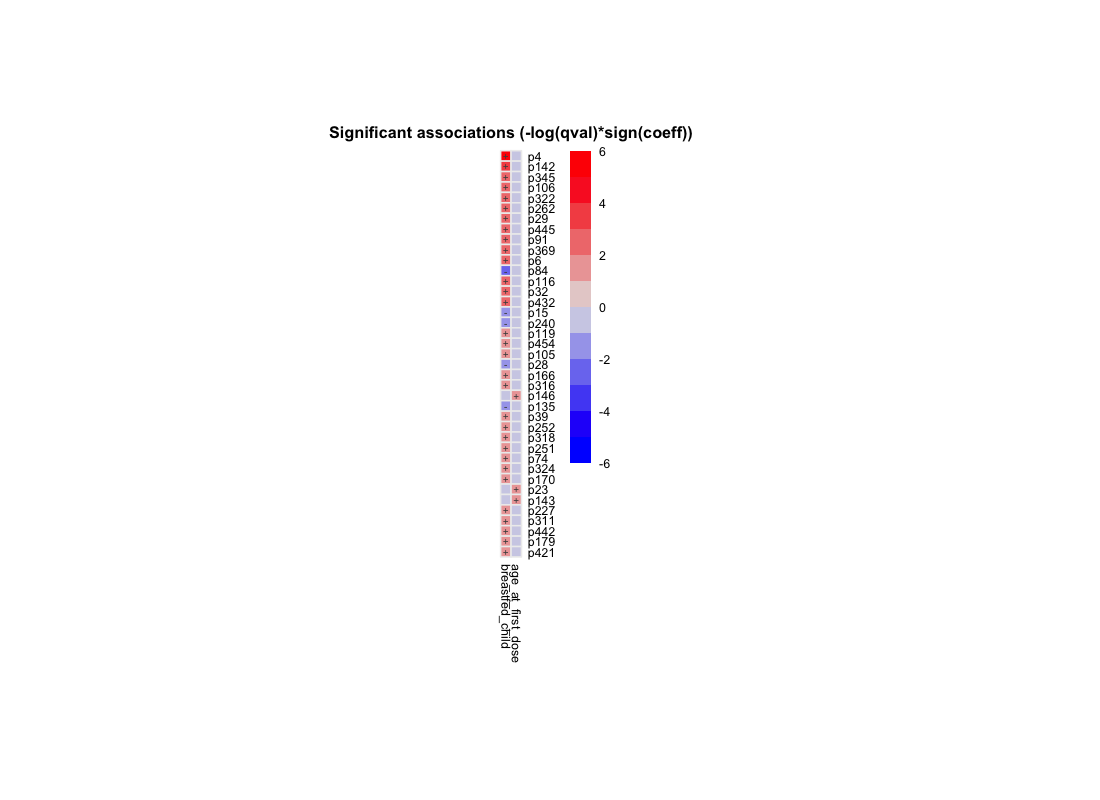 Significant associations (-log(qval)*sign(coeff))
p4
p142
p345
p106
p322
p262
p29
p445
p91
p369
p6
p84
p116
p32
p432
p15
p240
p119
p454
p105
p28
p166
p316
p146
p135
p39
p252
p318
p251
p74
p324
p170
p23
p143
p227
p311
p442
p179
p421
6
4
2
0
-2
-4
-6
breastfed_child
age_at_first_dose